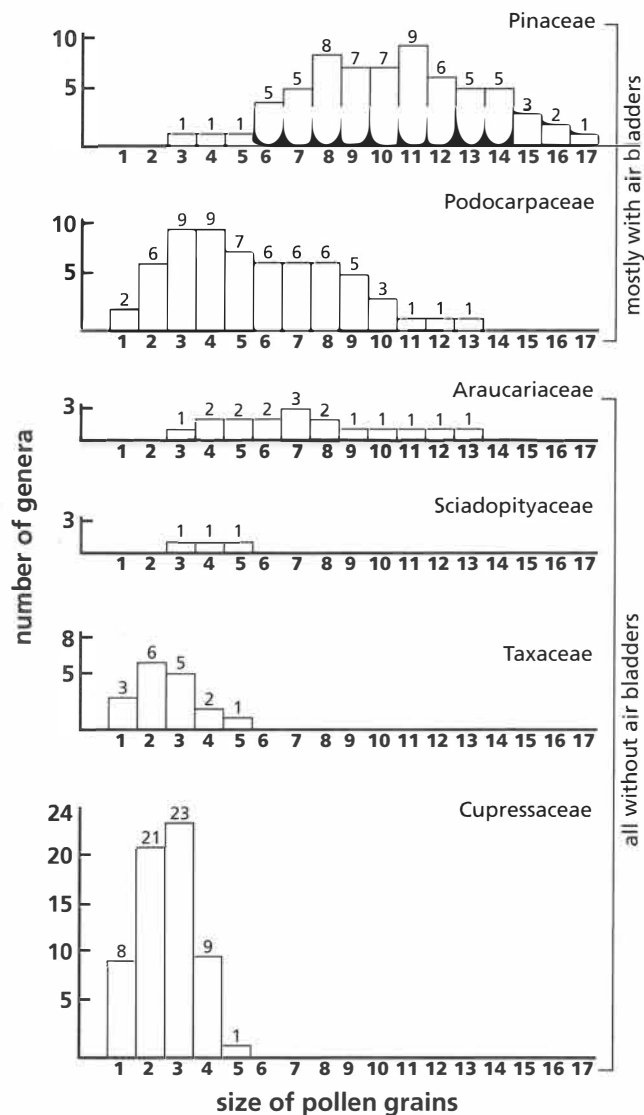 Pinaceae
10
5
1 1 1 5 5 8 7 7 9 6 5 5 3 2 1
1 2 3 4 5 6 7 8 9 10 11 12 13 14 15 16 17
mostly with air bladders
Podocarpaceae
10
5
2 6 9 9 7 6 6 6 5 3 1 1 1
1 2 3 4 5 6 7 8 9 10 11 12 13 14 15 16 17
number of genera
Araucariaceae
3
1 2 2 2 3 2 1 1 1 1 1
1 2 3 4 5 6 7 8 9 10 11 12 13 14 15 16 17
Sciadopityaceae
3
1 1 1
1 2 3 4 5 6 7 8 9 10 11 12 13 14 15 16 17
all without air bladders
Taxaceae
8
5
3 6 5 2 1
1 2 3 4 5 6 7 8 9 10 11 12 13 14 15 16 17
Cupressaceae
24
20
15
10
5
8 21 23 9 1
1 2 3 4 5 6 7 8 9 10 11 12 13 14 15 16 17
size of pollen grains